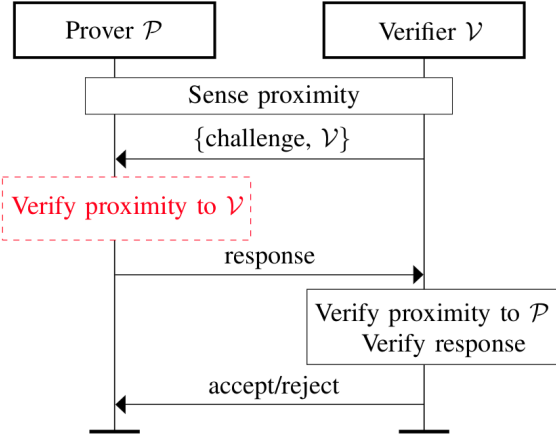 Prover 𝒫
Verifier 𝒱
Sense proximity
{challenge, 𝒱}
Verify proximity to 𝒱
response
Verify proximity to 𝒫
Verify response
accept/reject